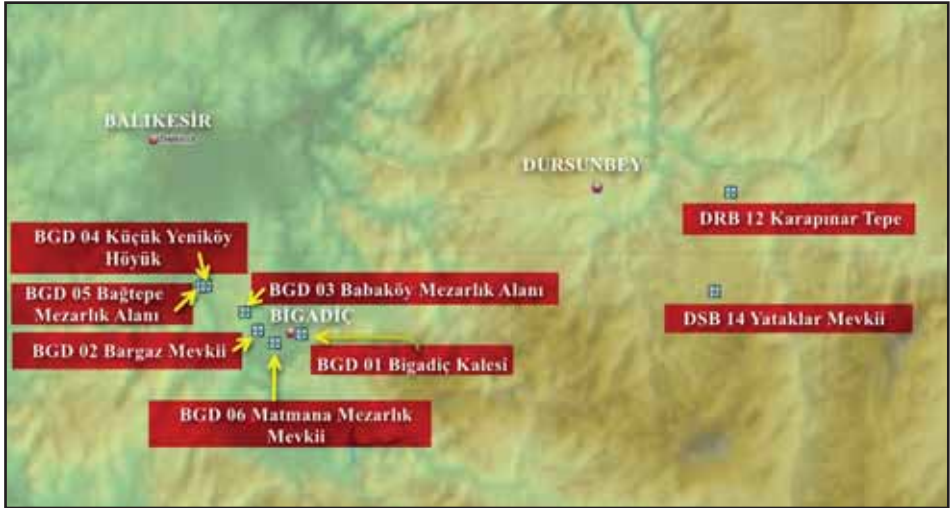 BALIKESİR
DURSUNBEY
DRB 12 Karapınar Tepe
BGD 04 Küçük Yeniköy
Höyük
BGD 03 Babaköy Mezarlık Alanı
BGD 05 Bağtepe
Mezarlık Alanı
DSB 14 Yataklar Mevkii
BİGADİÇ
BGD 02 Bargaz Mevkii
BGD 01 Bigadiç Kalesi
BGD 06 Matmana Mezarlık
Mevkii